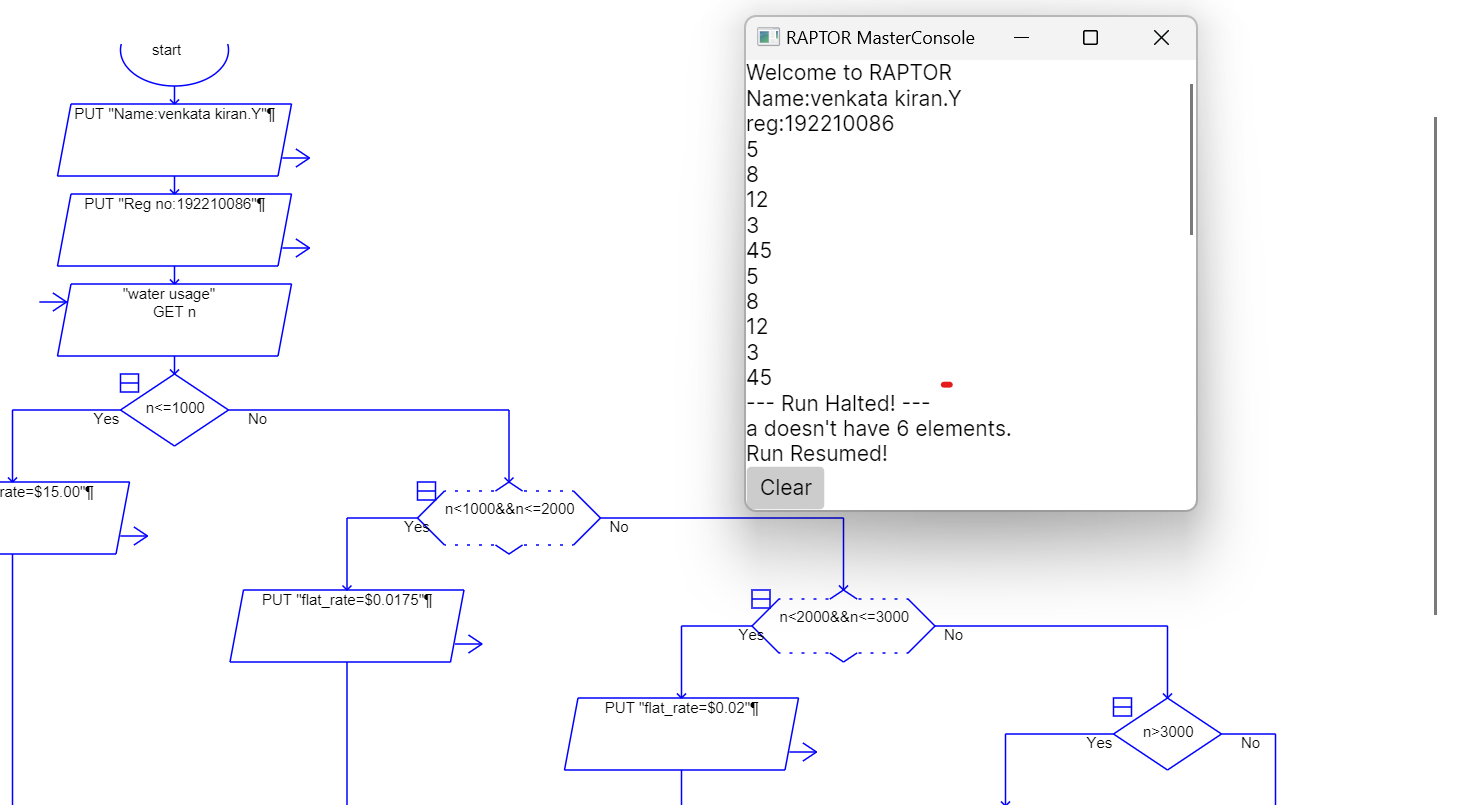 start
PUT "Name:venkata kiran.Y"¶
PUT "Reg no:192210086"¶
"water usage"
GET n
n<=1000
Yes
No
rate=$15.00"¶
n<1000&&n<=2000
Yes
No
PUT "flat_rate=$0.0175"¶
n<2000&&n<=3000
Yes
No
PUT "flat_rate=$0.02"¶
n>3000
Yes
No
RAPTOR MasterConsole
Welcome to RAPTOR
Name:venkata kiran.Y
reg:192210086
5
8
12
3
45
5
8
12
3
45
--- Run Halted! ---
a doesn't have 6 elements.
Run Resumed!
Clear